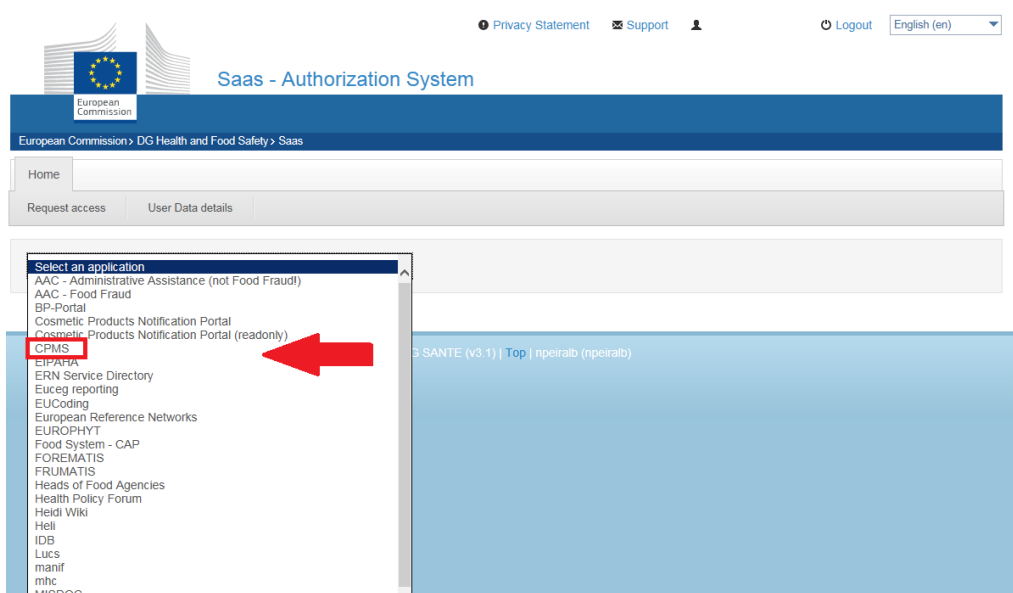 Privacy Statement Support Logout English (en)
Saas - Authorization System
European
Commission
European Commission > DG Health and Food Safety > Saas
Home
Request access User Data details
Select an application
AAC - Administrative Assistance (not Food Fraud!)
AAC - Food Fraud
BP-Portal
Cosmetic Products Notification Portal
Cosmetic Products Notification Portal (readonly)
CPMS
G SANTE (v3.1) | Top | npeiralb (npeiralb)
EIPAHA
ERN Service Directory
Euceg reporting
EUCoding
European Reference Networks
EUROPHYT
Food System - CAP
FOREMATIS
FRUMATIS
Heads of Food Agencies
Health Policy Forum
Heidi Wiki
Heli
IDB
Lucs
manif
mhc